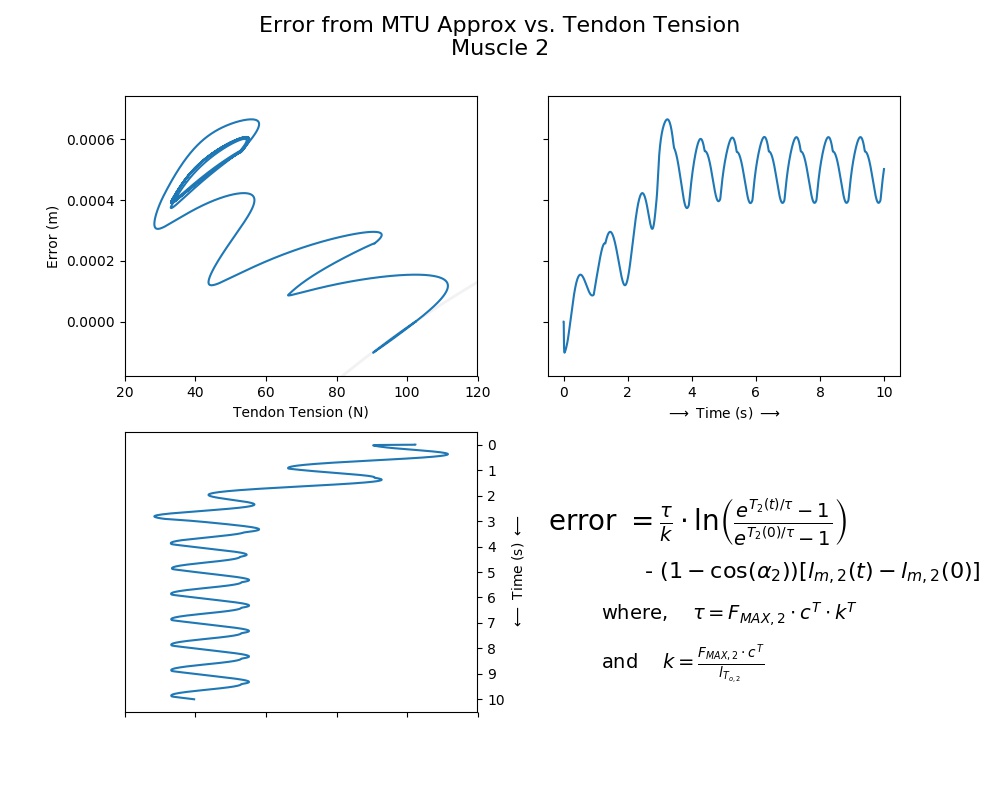 Error from MTU Approx vs. Tendon Tension
Muscle 2
0.0006
0.0004
0.0002
0.0000
Error (m)
20 40 60 80 100 120
Tendon Tension (N)
0 2 4 6 8 10
⟶ Time (s) ⟶
0
1
2
3
4
5
6
7
8
9
10
⟵ Time (s) ⟵
error = \frac{τ}{k} · ln(\frac{e^{T_2(t)/τ} − 1}{e^{T_2(0)/τ} − 1})
- (1 − cos(α_2))[l_{m,2}(t) − l_{m,2}(0)]
where, τ = F_{MAX,2} · c^T · k^T
and k = \frac{F_{MAX,2} · c^T}{l_{T_{o,2}}}